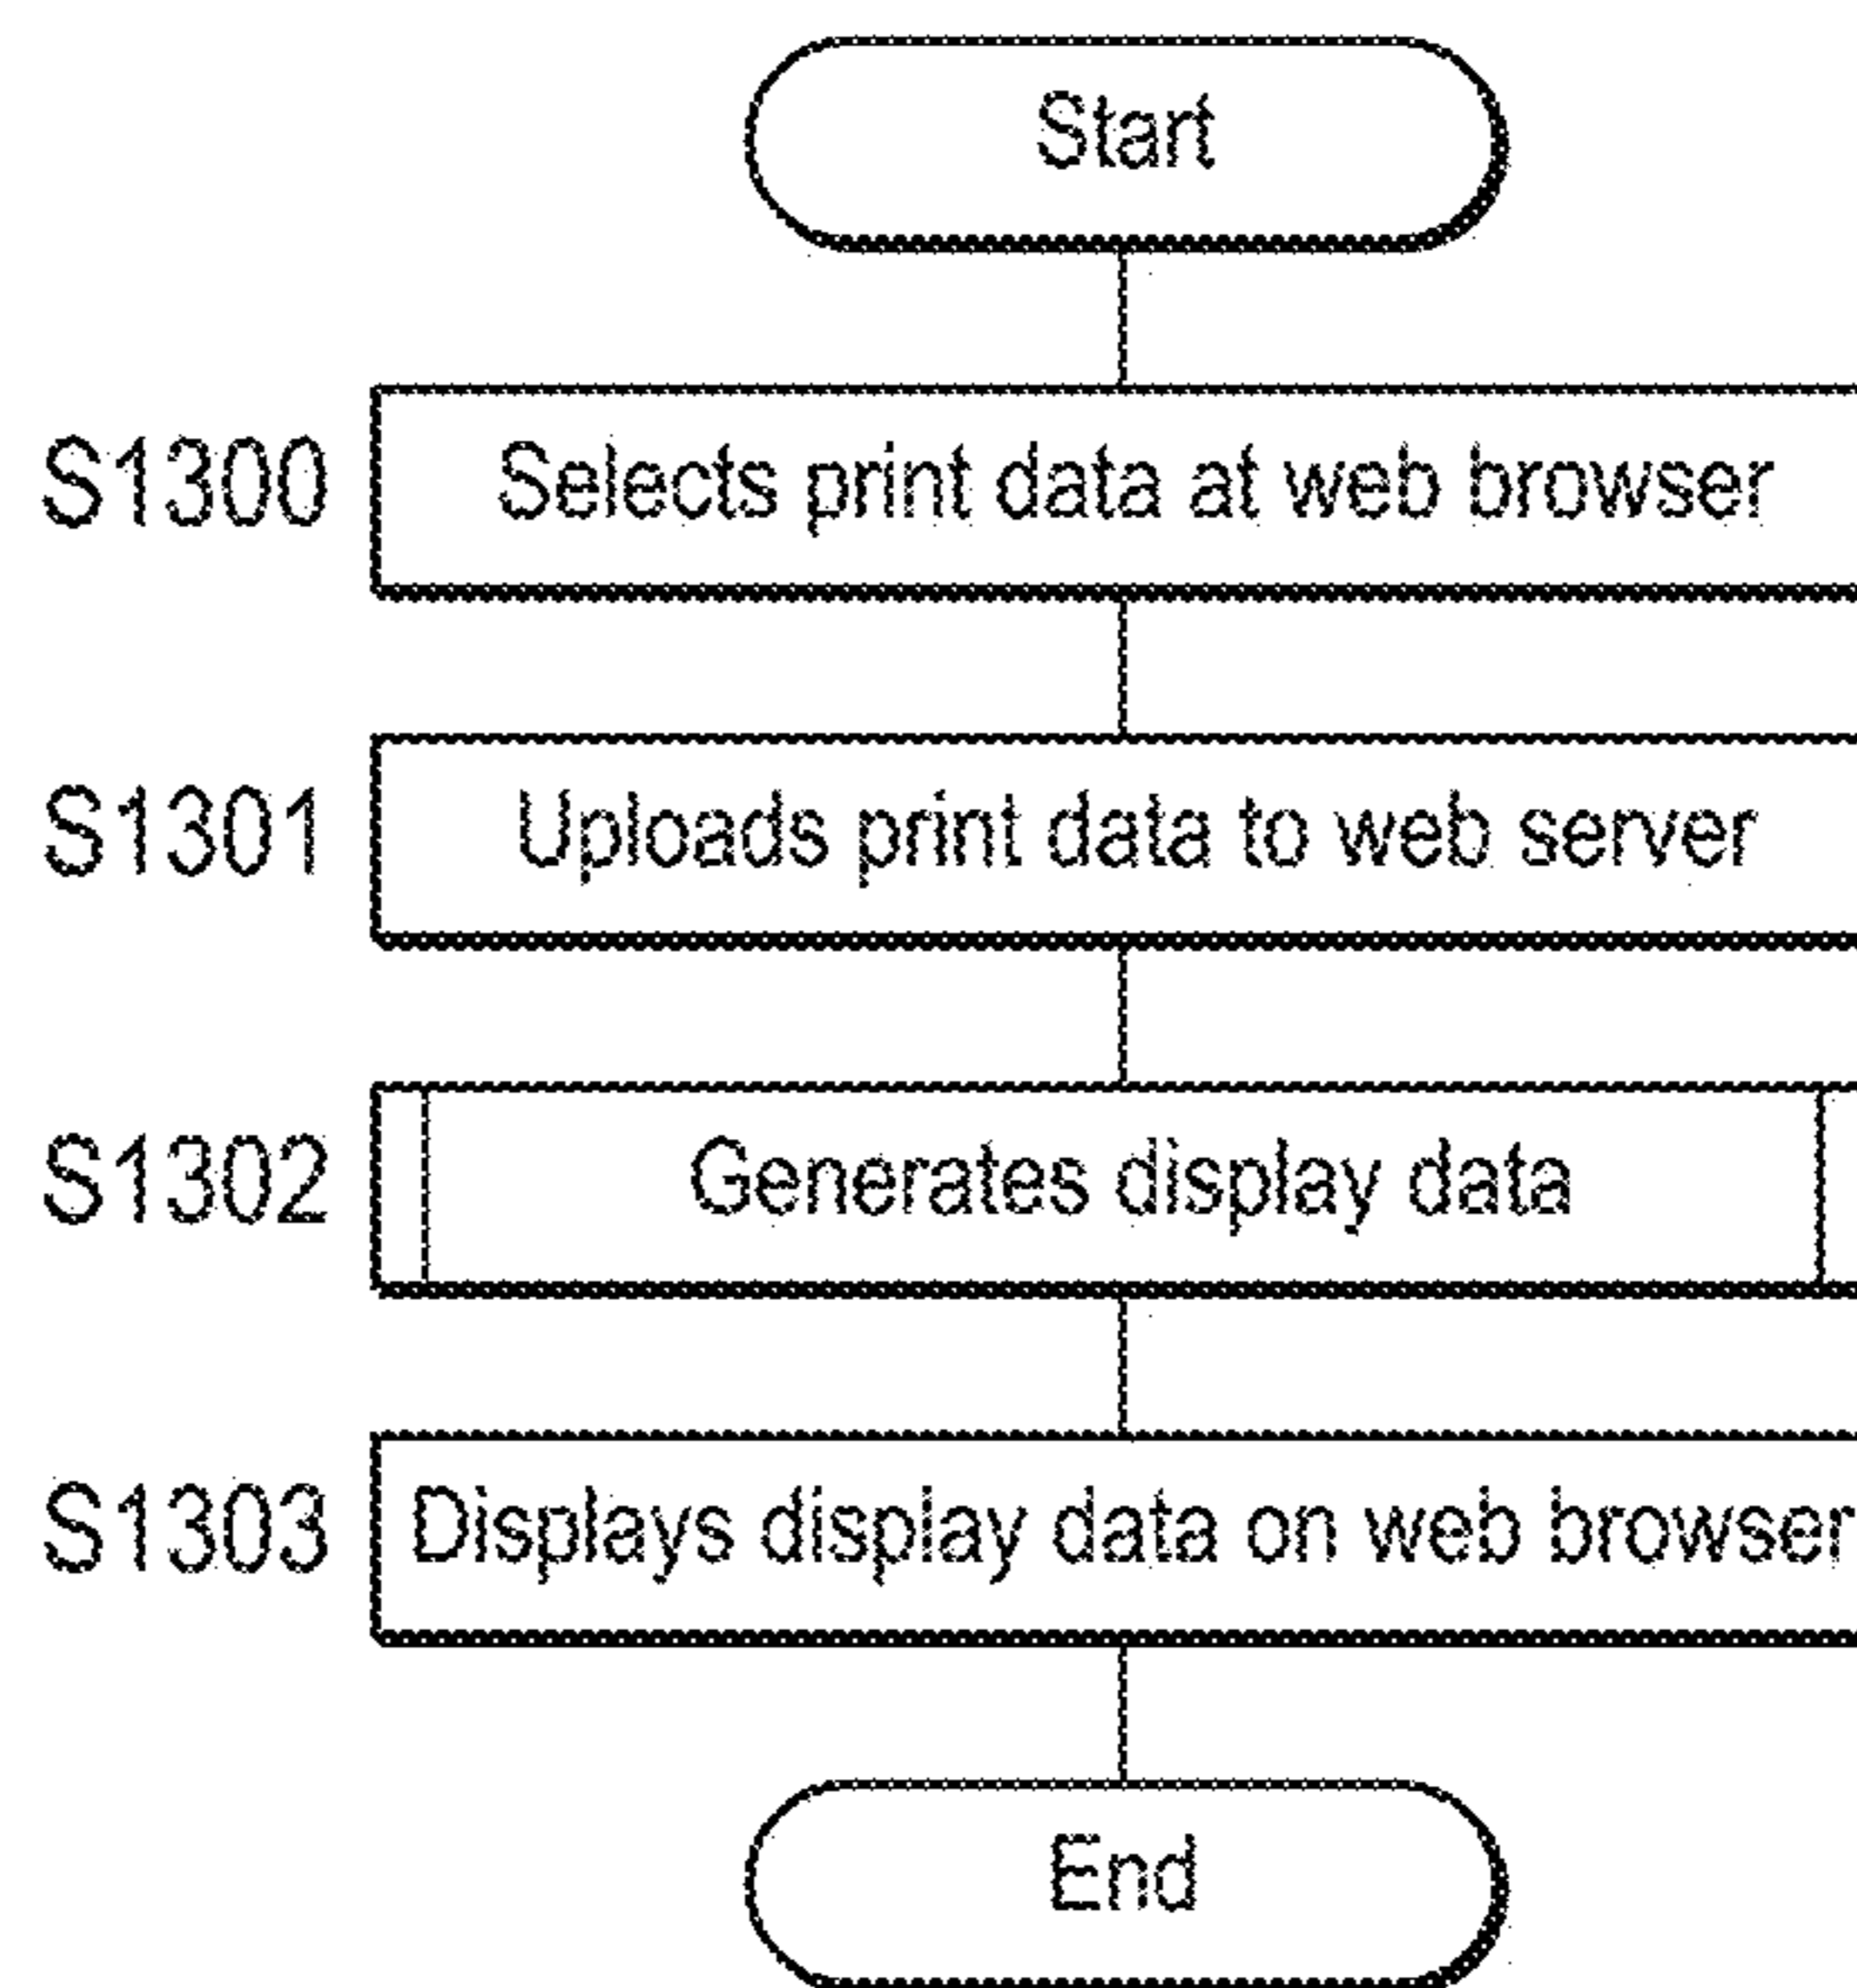 Start
S1300 Selects print data at web browser
S1301 Uploads print data to web server
S1302 Generates display data
S1303 Displays display data on web browser
End